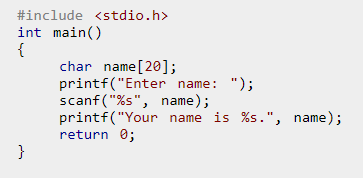 #include <stdio.h>
int main()
{
     char name[20];
     printf("Enter name: ");
     scanf("%s", name);
     printf("Your name is %s.", name);
     return 0;
}